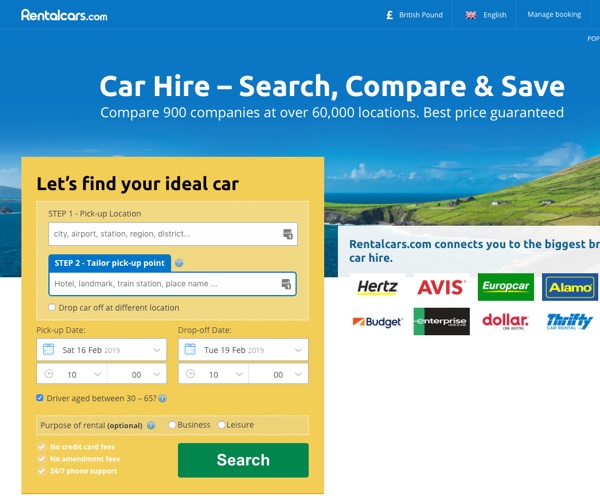 Rentalcars.com
£ British Pound
English
Manage booking
POP
Car Hire – Search, Compare & Save
Compare 900 companies at over 60,000 locations. Best price guaranteed
Let's find your ideal car
STEP 1 - Pick-up Location
city, airport, station, region, district...
STEP 2 - Tailor pick-up point
Hotel, landmark, train station, place name ...
Drop car off at different location
Pick-up Date:
Drop-off Date:
Sat 16 Feb 2019
Tue 19 Feb 2019
10 00
10 00
Driver aged between 30 – 65?
Purpose of rental (optional)
Business
Leisure
No credit card fees
No amendment fees
24/7 phone support
Search
Rentalcars.com connects you to the biggest br
car hire.
Hertz
AVIS
Europcar
Alamo
Budget
enterprise
dollar.
CAR RENTAL
Thrifty
CAR RENTAL